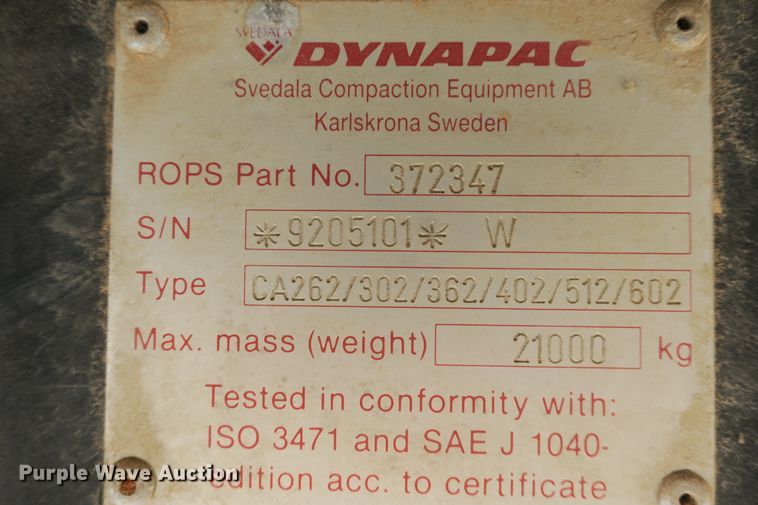 SVEDALA
DYNAPAC
Svedala Compaction Equipment AB
Karlskrona Sweden
ROPS Part No. 372347
S/N *9205101* W
Type CA262/302/362/402/512/602
Max. mass (weight) 21000 kg
Tested in conformity with:
ISO 3471 and SAE J 1040-
edition acc. to certificate
Purple Wave Auction